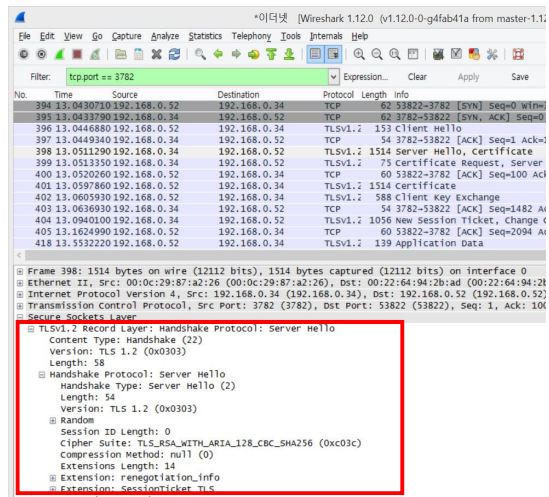 *이더넷 [Wireshark 1.12.0 (v1.12.0-0-g4fab41a from master-1.12
File Edit View Go Capture Analyze Statistics Telephony Tools Internals Help
Filter: tcp.port == 3782 Expression... Clear Apply Save
No. Time Source Destination Protocol Length Info
394 13.0430710 192.168.0.52 192.168.0.34 TCP 62 53822→3782 [SYN] Seq=0 Win=
395 13.0433790 192.168.0.34 192.168.0.52 TCP 62 3782→53822 [SYN, ACK] Seq=0
396 13.0446880 192.168.0.52 192.168.0.34 TLSv1.2 153 Client Hello
397 13.0449340 192.168.0.34 192.168.0.52 TCP 54 3782→53822 [ACK] Seq=1 Ack=1
398 13.0511290 192.168.0.34 192.168.0.52 TLSv1.2 1514 Server Hello, Certificate
399 13.0513350 192.168.0.34 192.168.0.52 TLSv1.2 75 Certificate Request, Server
400 13.0520260 192.168.0.52 192.168.0.34 TCP 60 53822→3782 [ACK] Seq=100 Ack
401 13.0597860 192.168.0.52 192.168.0.34 TLSv1.2 1514 Certificate
402 13.0605930 192.168.0.52 192.168.0.34 TLSv1.2 588 Client Key Exchange
403 13.0636930 192.168.0.34 192.168.0.52 TCP 54 3782→53822 [ACK] Seq=1482 Ac
404 13.0940100 192.168.0.34 192.168.0.52 TLSv1.2 1056 New Session Ticket, Change C
405 13.1624990 192.168.0.52 192.168.0.34 TCP 60 53822→3782 [ACK] Seq=2094 Ac
418 13.5532220 192.168.0.52 192.168.0.34 TLSv1.2 139 Application Data
Frame 398: 1514 bytes on wire (12112 bits), 1514 bytes captured (12112 bits) on interface 0
Ethernet II, Src: 00:0c:29:87:a2:26 (00:0c:29:87:a2:26), Dst: 00:22:64:94:2b:ad (00:22:64:94:2b
Internet Protocol Version 4, Src: 192.168.0.34 (192.168.0.34), Dst: 192.168.0.52 (192.168.0.52)
Transmission Control Protocol, Src Port: 3782 (3782), Dst Port: 53822 (53822), Seq: 1, Ack: 100
Secure Sockets Layer
TLSv1.2 Record Layer: Handshake Protocol: Server Hello
Content Type: Handshake (22)
Version: TLS 1.2 (0x0303)
Length: 58
Handshake Protocol: Server Hello
Handshake Type: Server Hello (2)
Length: 54
Version: TLS 1.2 (0x0303)
Random
Session ID Length: 0
Cipher Suite: TLS_RSA_WITH_ARIA_128_CBC_SHA256 (0xc03c)
Compression Method: null (0)
Extensions Length: 14
Extension: renegotiation_info
Extension: SessionTicket TLS